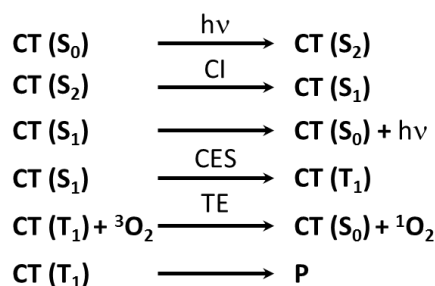 hν
CT (S₀) CT (S₂)
CI
CT (S₂) CT (S₁)
CT (S₁) CT (S₀) + hν
CES
CT (S₁) CT (T₁)
TE
CT (T₁) + ³O₂ CT (S₀) + ¹O₂
CT (T₁) P